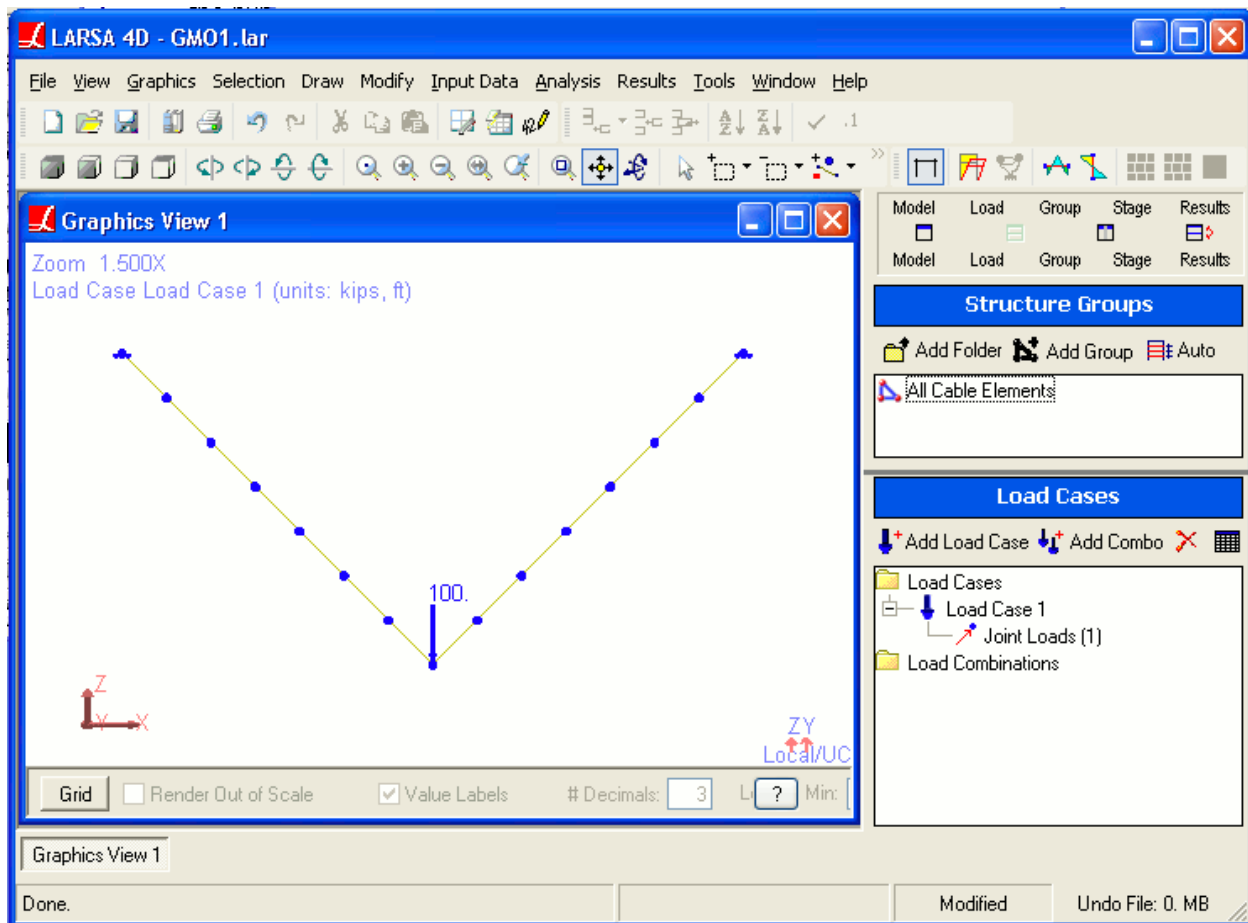 LARSA 4D - GMO1.lar
File View Graphics Selection Draw Modify Input Data Analysis Results Tools Window Help
A Z Z A .1
Graphics View 1
Zoom 1.500X
Load Case Load Case 1 (units: kips, ft)
100.
Z
Y X
ZY
Local/UC
Grid Render Out of Scale Value Labels # Decimals: 3 ? Min:
Graphics View 1
Done. Modified Undo File: 0. MB
Model Load Group Stage Results
Model Load Group Stage Results
Structure Groups
Add Folder Add Group Auto
All Cable Elements
Load Cases
Add Load Case Add Combo
Load Cases
Load Case 1
Joint Loads (1)
Load Combinations